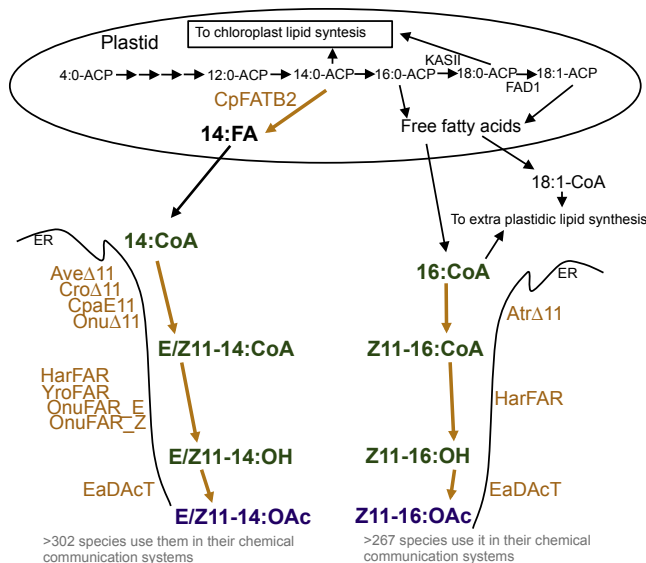 To chloroplast lipid syntesis
Plastid
KASII
4:0-ACP
12:0-ACP
14:0-ACP
16:0-ACP
18:0-ACP
18:1-ACP
FAD1
CpFATB2
14:FA
Free fatty acids
18:1-CoA
To extra plastidic lipid synthesis
ER
14:CoA
16:CoA
ER
AveΔ11
CroΔ11
CpaE11
OnuΔ11
AtrΔ11
E/Z11-14:CoA
Z11-16:CoA
HarFAR
YroFAR
OnuFAR_E
OnuFAR_Z
HarFAR
E/Z11-14:OH
Z11-16:OH
EaDAcT
EaDAcT
E/Z11-14:OAc
Z11-16:OAc
>302 species use them in their chemical
communication systems
>267 species use it in their chemical
communication systems